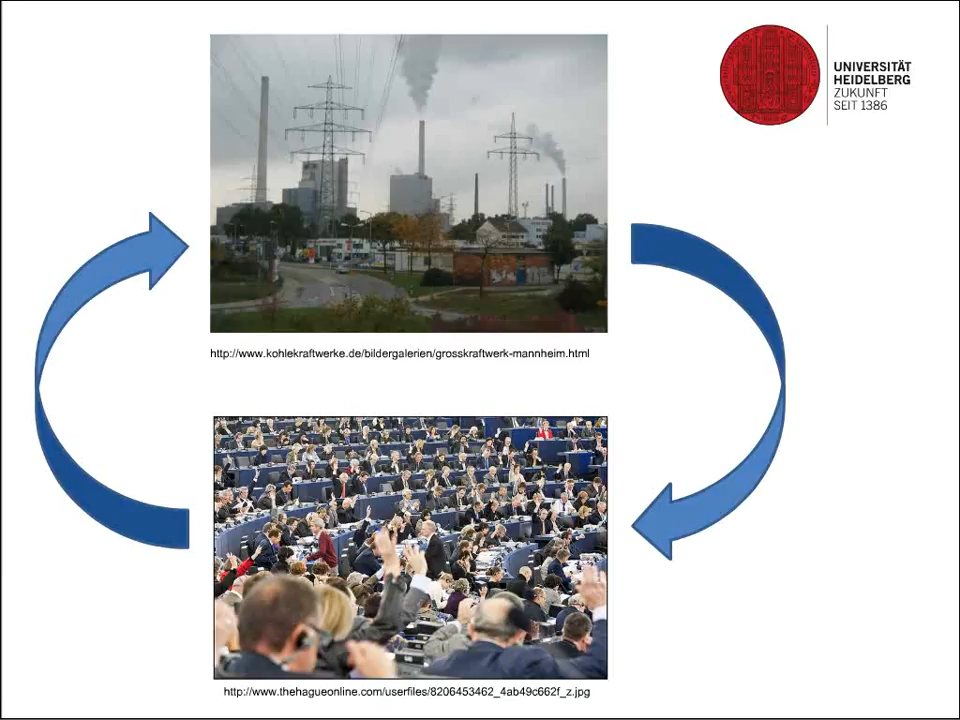 UNIVERSITÄT
HEIDELBERG
ZUKUNFT
SEIT 1386
http://www.kohlekraftwerke.de/bildergalerien/grosskraftwerk-mannheim.html
http://www.thehagueonline.com/userfiles/8206453462_4ab49c662f_z.jpg